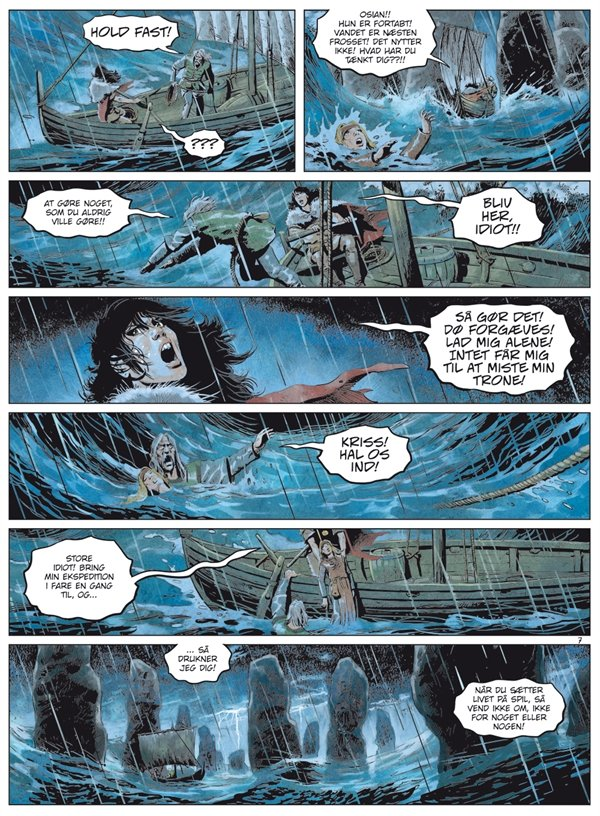 HOLD FAST!
???
OSIAN!!
HUN ER FORTABT!
VANDET ER NÆSTEN
FROSSET! DET NYTTER
IKKE! HVAD HAR DU
TÆNKT DIG??!!
AT GØRE NOGET,
SOM DU ALDRIG
VILLE GØRE!!
BLIV
HER,
IDIOT!!
SÅ GØR DET!
DØ FORGÆVES!
LAD MIG ALENE!
INTET FÅR MIG
TIL AT MISTE MIN
TRONE!
KRISS!
HAL OS
IND!
STORE
IDIOT! BRING
MIN EKSPEDITION
I FARE EN GANG
TIL, OG...
7
... SÅ
DRUKNER
JEG DIG!
NÅR DU SÆTTER
LIVET PÅ SPIL, SÅ
VEND IKKE OM, IKKE
FOR NOGET ELLER
NOGEN!